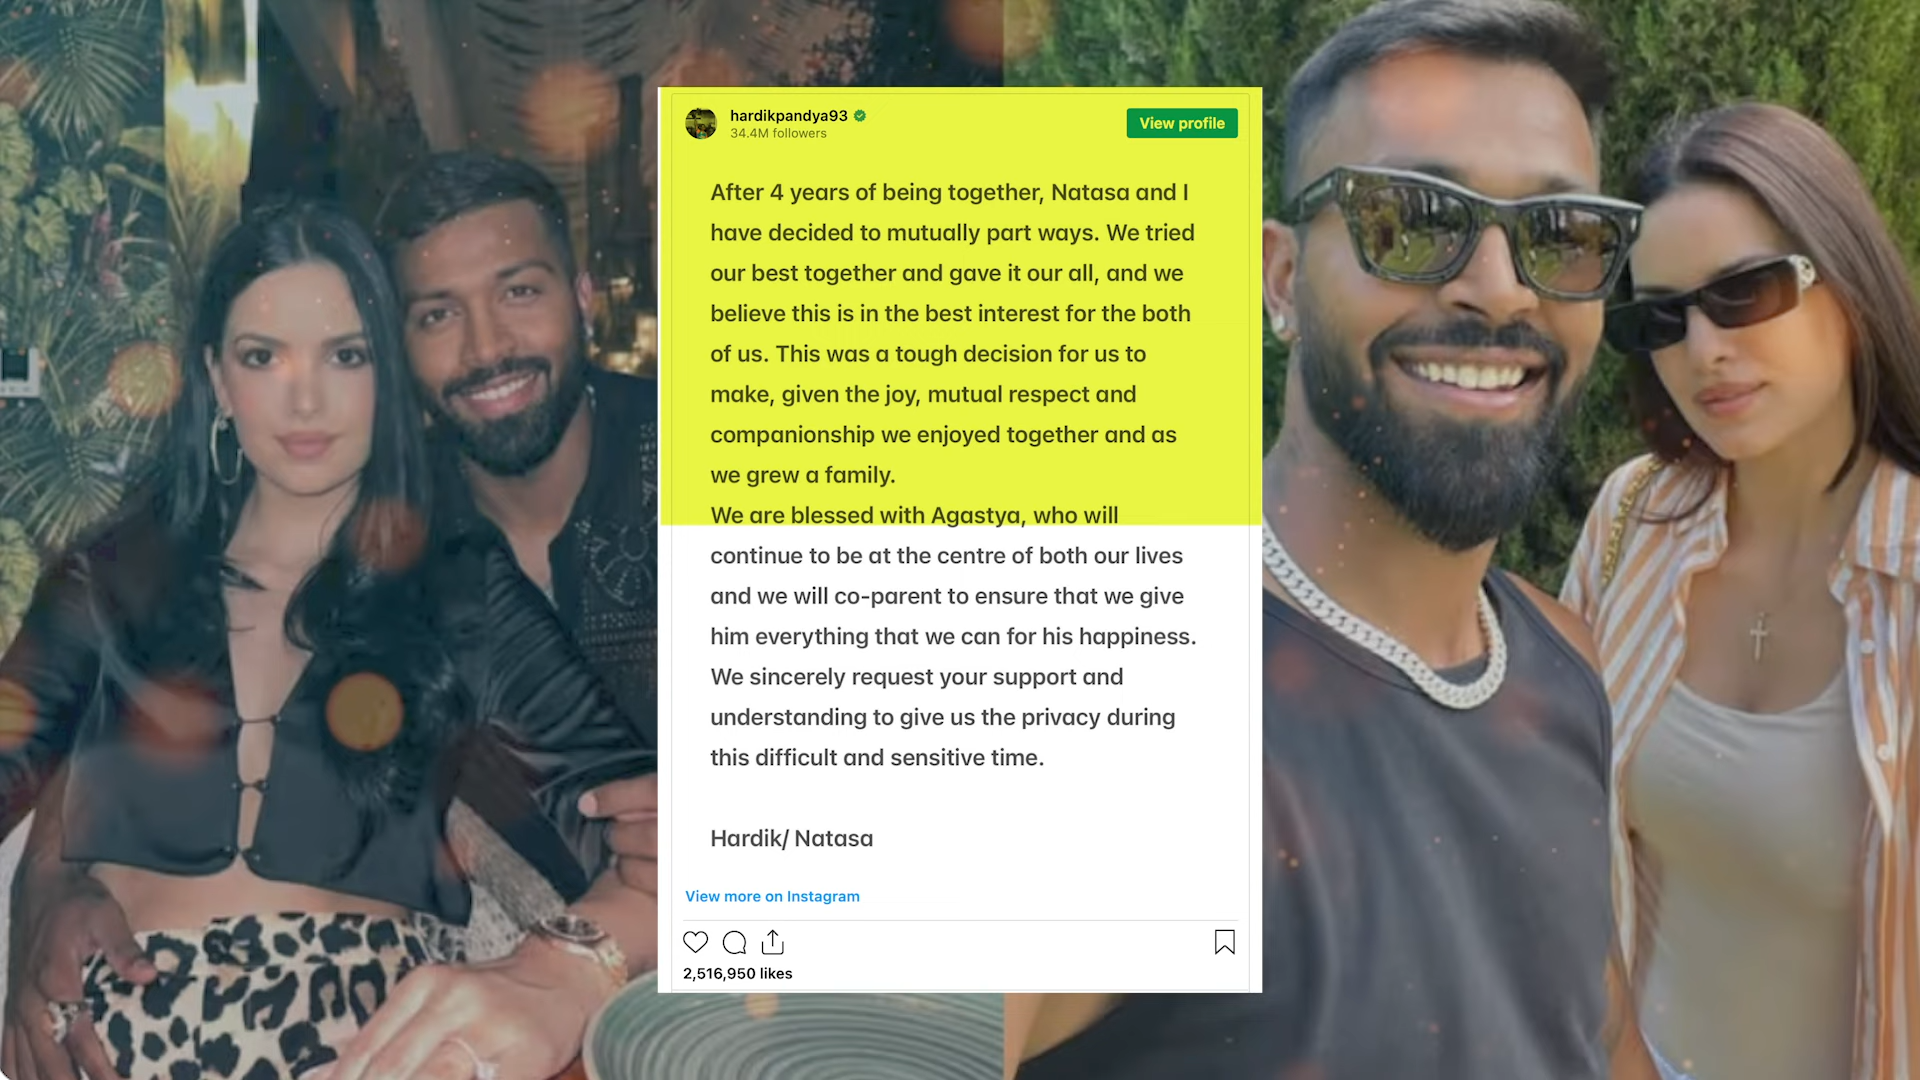 hardikpandya93
34.4M followers
View profile
After 4 years of being together, Natasa and I
have decided to mutually part ways. We tried
our best together and gave it our all, and we
believe this is in the best interest for the both
of us. This was a tough decision for us to
make, given the joy, mutual respect and
companionship we enjoyed together and as
we grew a family.
We are blessed with Agastya, who will
continue to be at the centre of both our lives
and we will co-parent to ensure that we give
him everything that we can for his happiness.
We sincerely request your support and
understanding to give us the privacy during
this difficult and sensitive time.
Hardik/ Natasa
View more on Instagram
2,516,950 likes